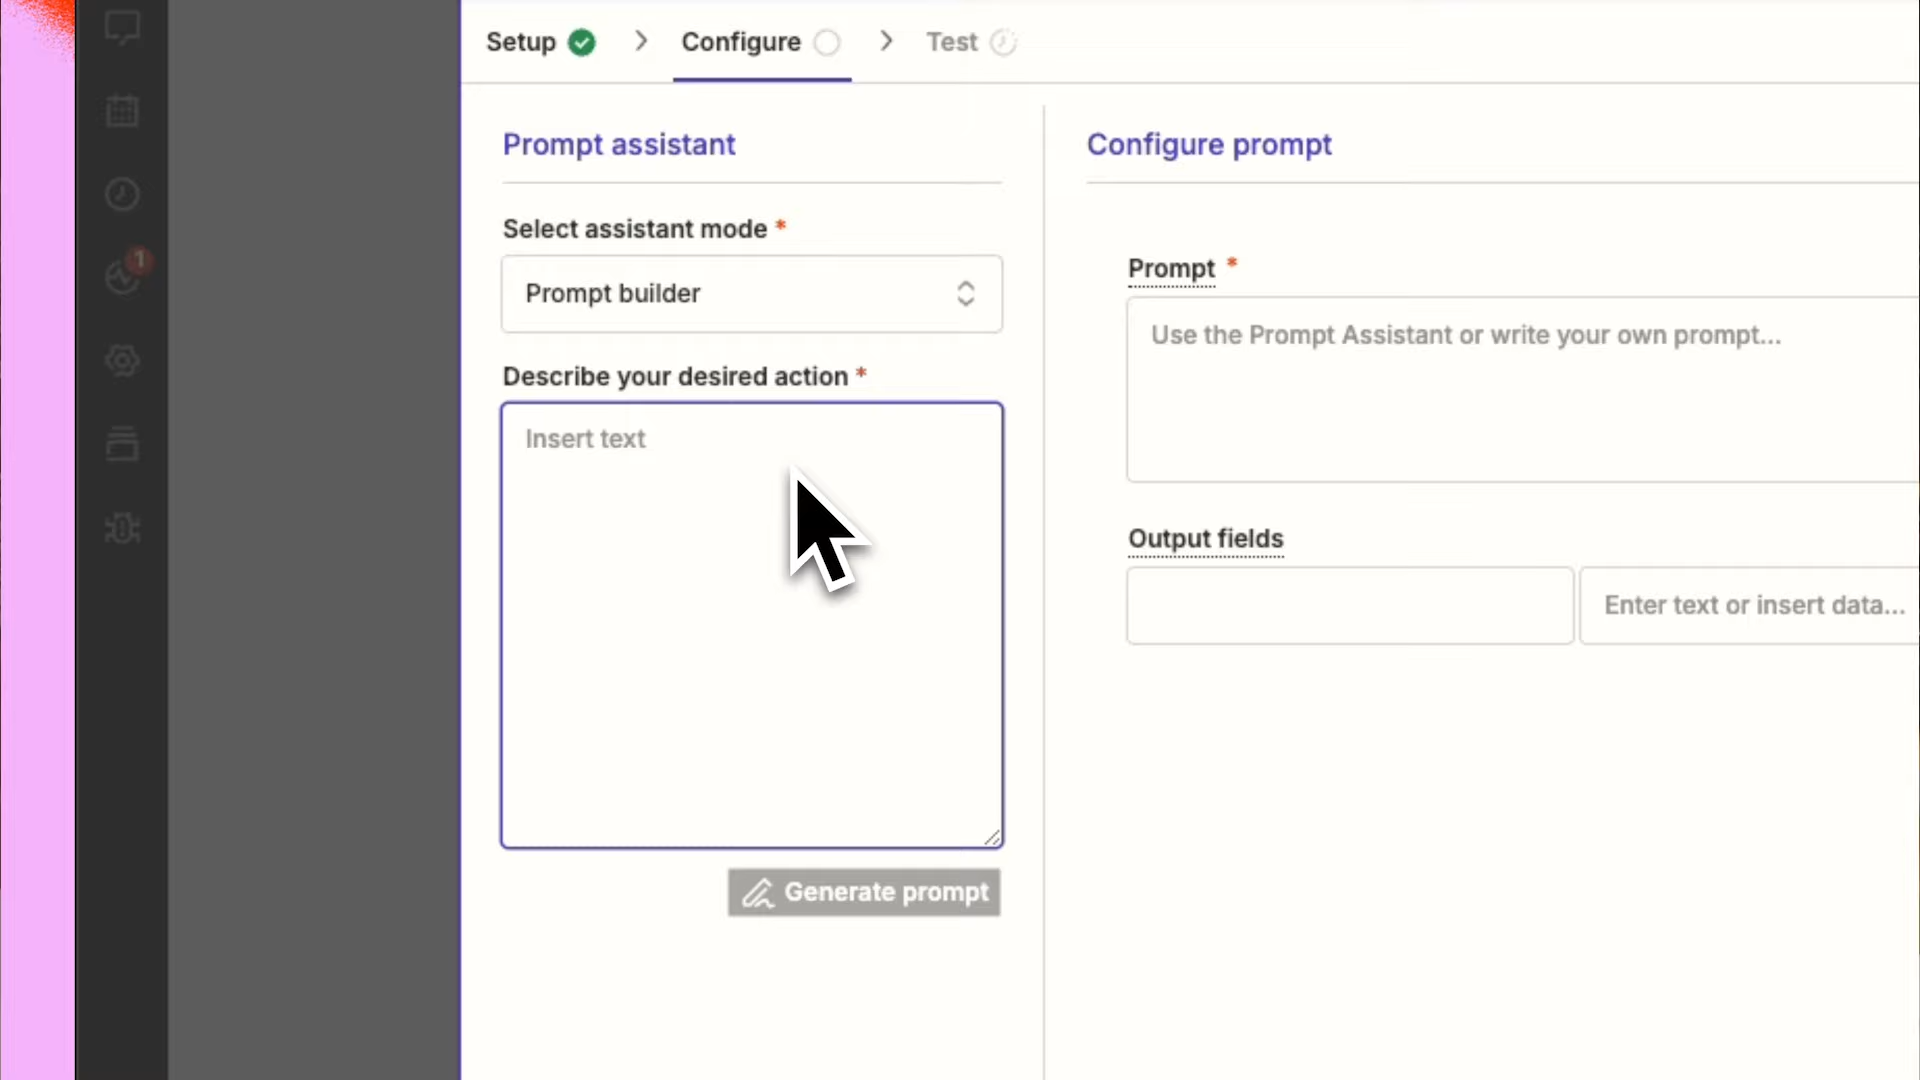 Setup
Configure
Test
1
Prompt assistant
Select assistant mode *
Prompt builder
Describe your desired action *
Insert text
Generate prompt
Configure prompt
Prompt *
Use the Prompt Assistant or write your own prompt...
Output fields
Enter text or insert data...